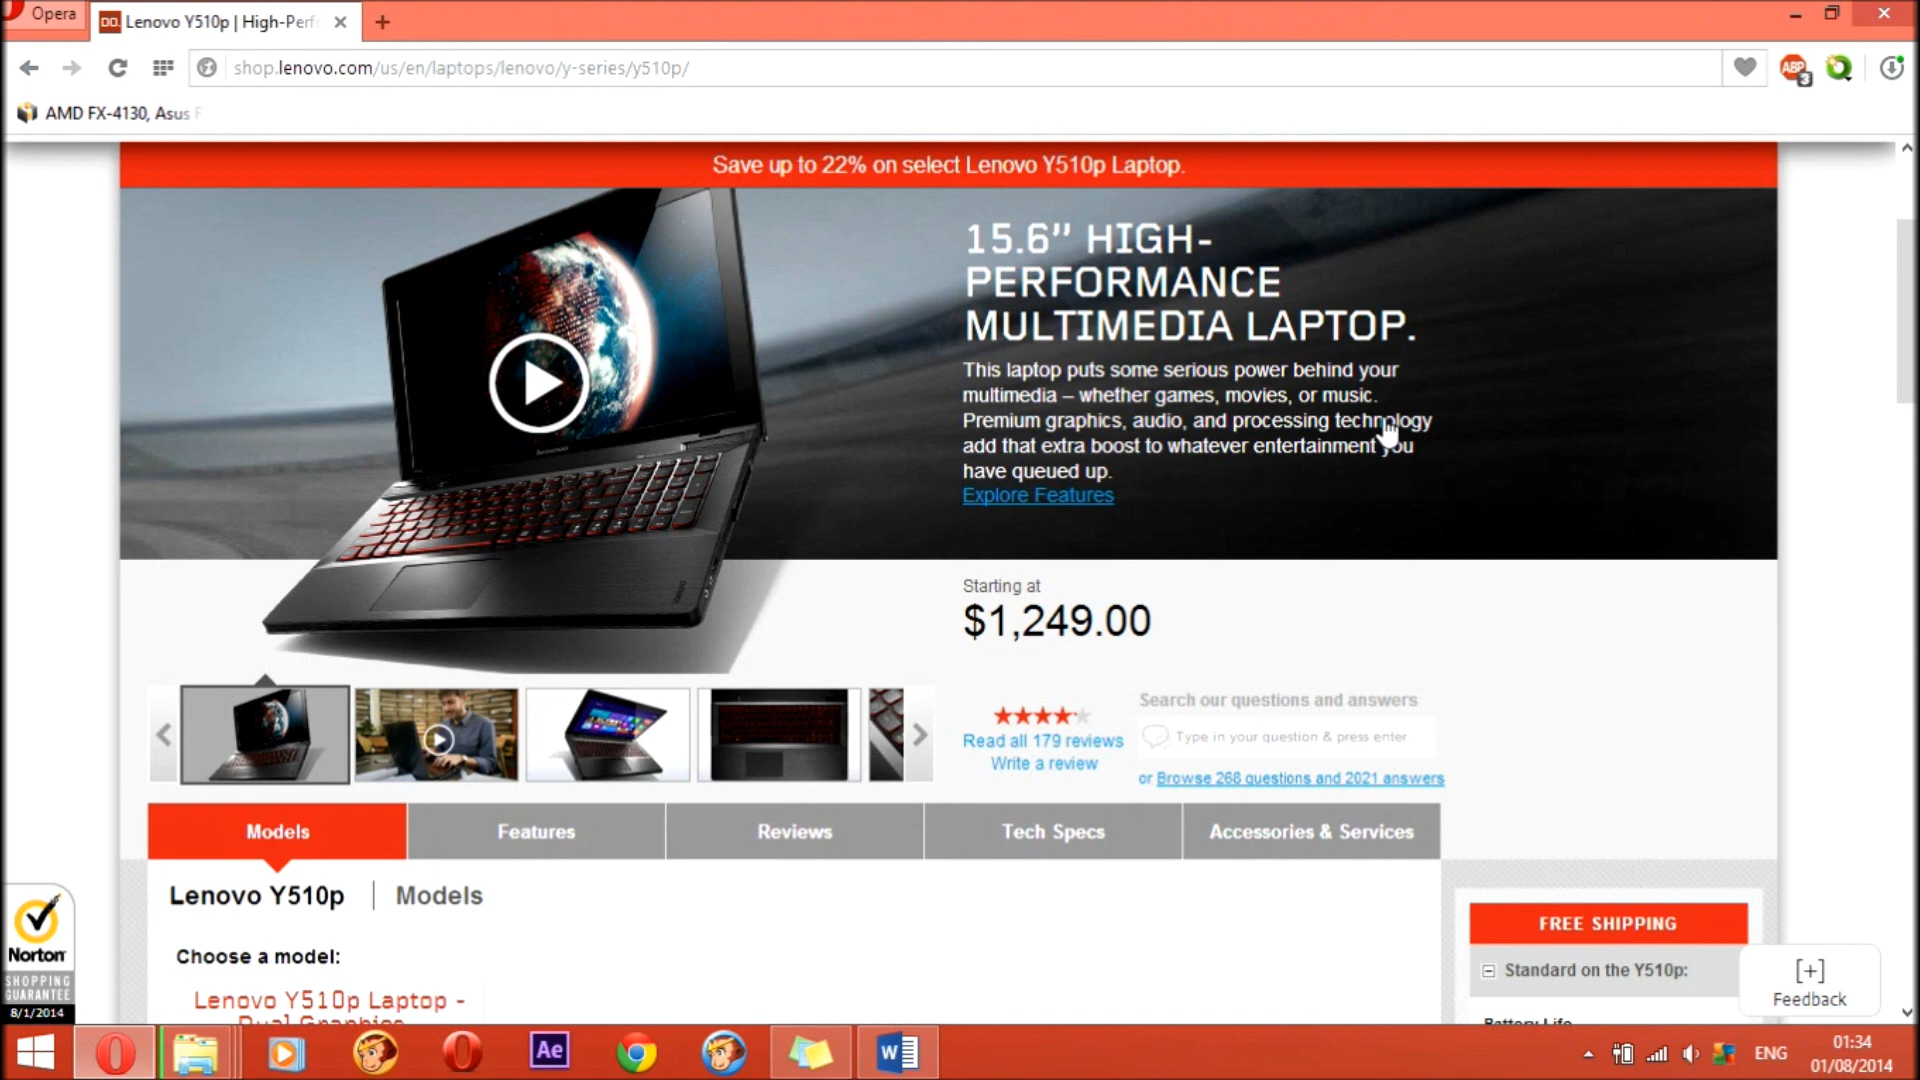 Opera
Lenovo Y510p | High-Perf
shop.lenovo.com/us/en/laptops/lenovo/y-series/y510p/
ABP
3
AMD FX-4130, Asus
Save up to 22% on select Lenovo Y510p Laptop.
15.6” HIGH-
PERFORMANCE
MULTIMEDIA LAPTOP.
This laptop puts some serious power behind your
multimedia – whether games, movies, or music.
Premium graphics, audio, and processing technology
add that extra boost to whatever entertainment you
have queued up.
Explore Features
Starting at
$1,249.00
Read all 179 reviews
Write a review
Search our questions and answers
Type in your question & press enter
or Browse 268 questions and 2021 answers
Models
Features
Reviews
Tech Specs
Accessories & Services
Lenovo Y510p | Models
Choose a model:
Lenovo Y510p Laptop -
Dual Graphics
FREE SHIPPING
Standard on the Y510p:
Battery Life
[+]
Feedback
Norton
SHOPPING
GUARANTEE
8/1/2014
Ae
W
ENG
01:34
01/08/2014